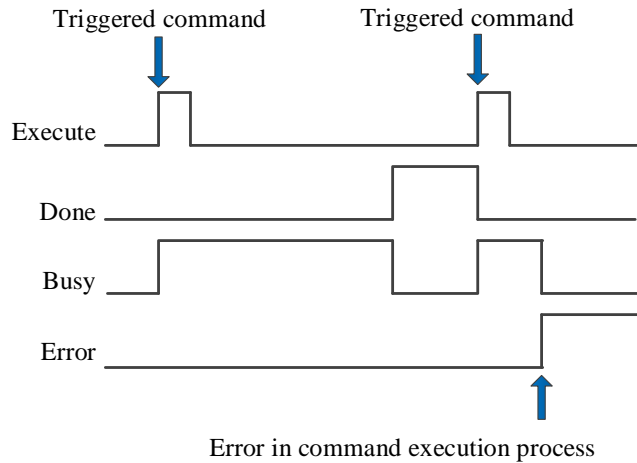 Triggered command Triggered command
Execute
Done
Busy
Error
Error in command execution process